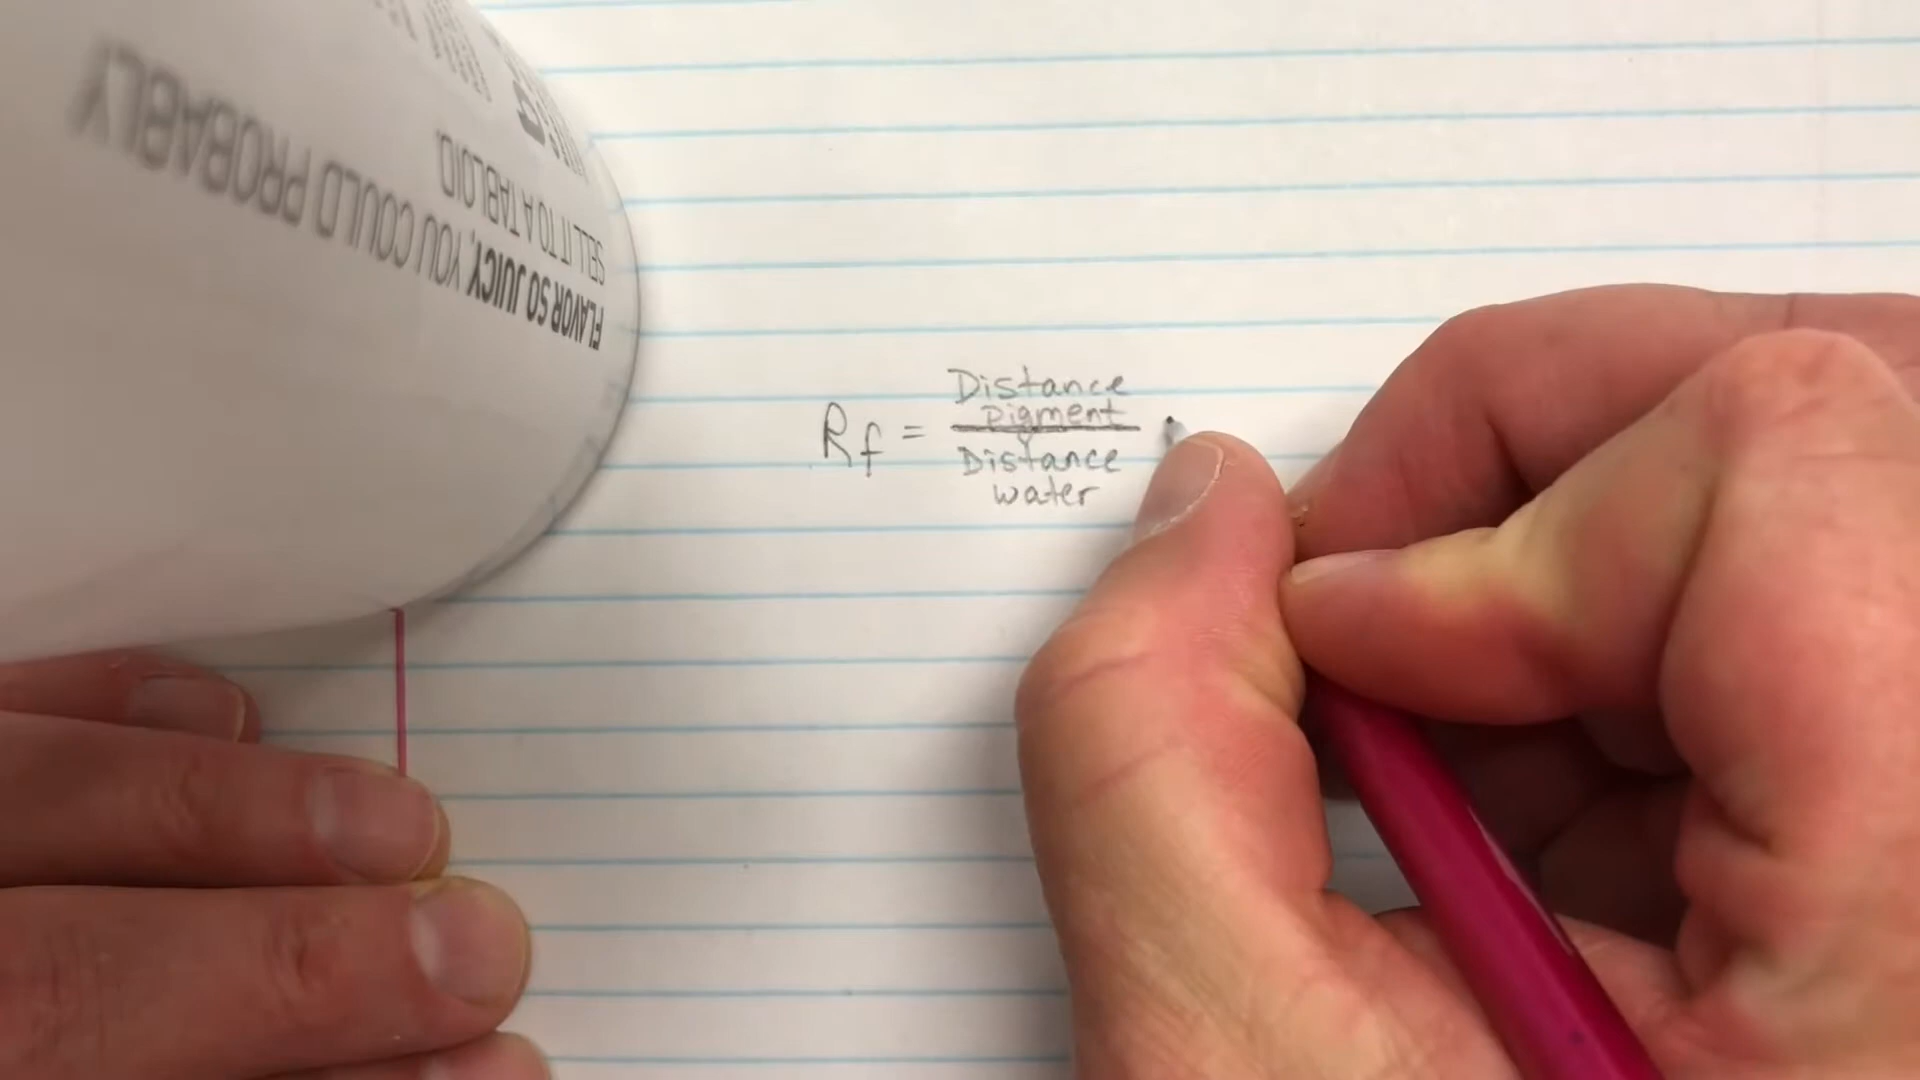 FLAVOR SO JUICY, YOU COULD PROBABLY
SELL IT TO A TABLOID.
Rf = Distance pigment
Distance water